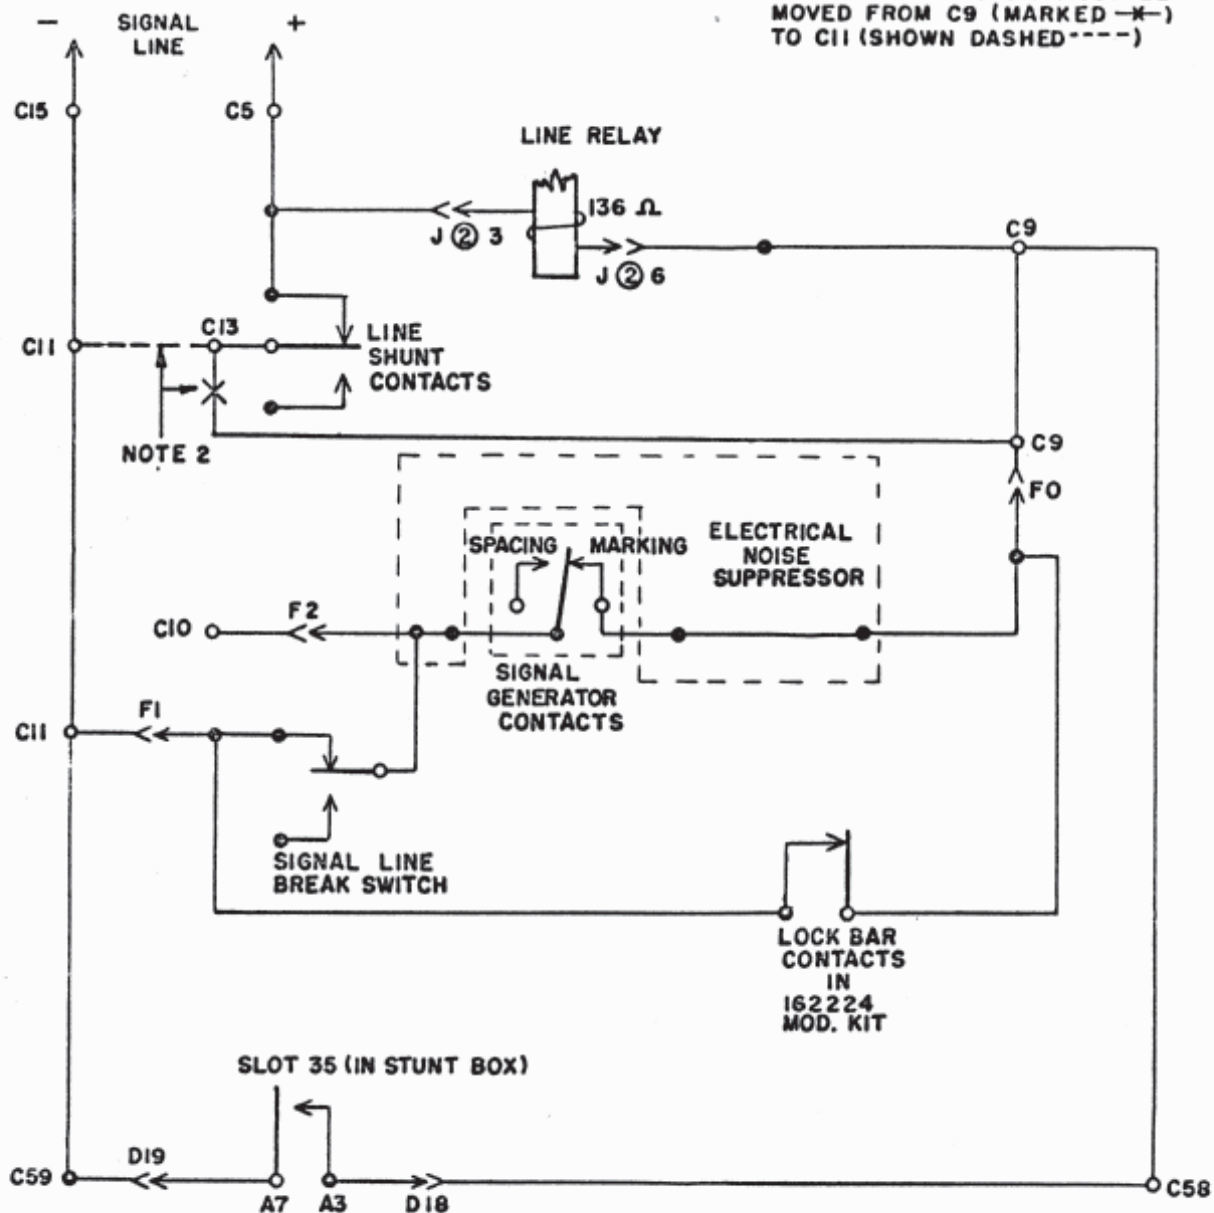 MOVED FROM C9 (MARKED -X-)
TO C11 (SHOWN DASHED ----)
− SIGNAL LINE +
C15
C5
LINE RELAY
136 Ω
J ② 3
J ② 6
C9
C11
C13
LINE
SHUNT
CONTACTS
NOTE 2
C9
F0
ELECTRICAL
NOISE
SUPPRESSOR
SPACING
MARKING
C10
F2
SIGNAL
GENERATOR
CONTACTS
C11
F1
SIGNAL LINE
BREAK SWITCH
LOCK BAR
CONTACTS
IN
162224
MOD. KIT
SLOT 35 (IN STUNT BOX)
C59
D19
A7
A3
D18
C58